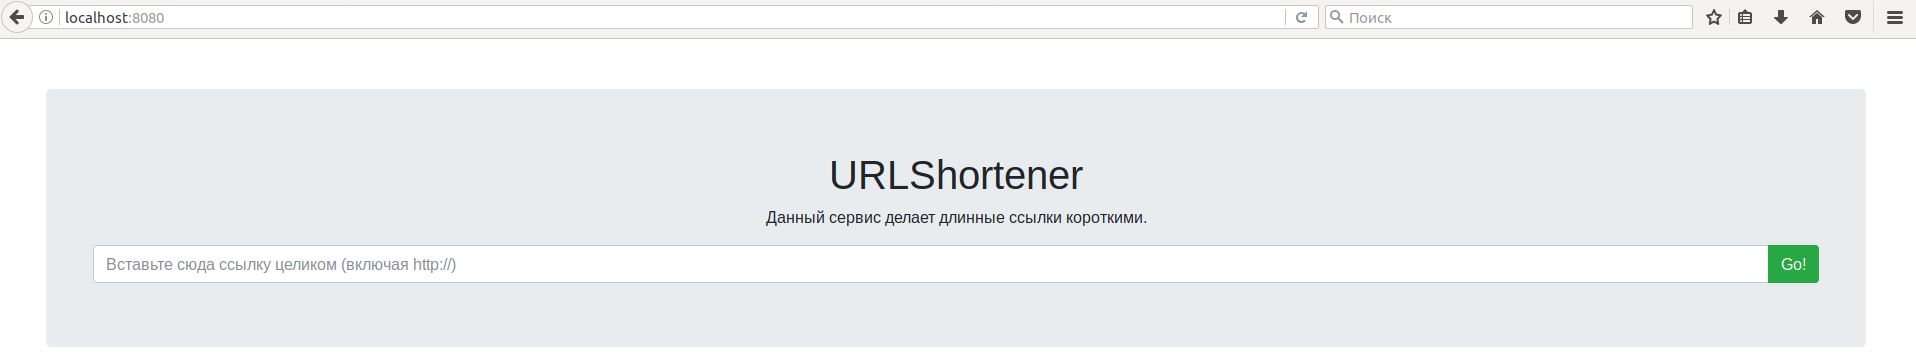 localhost:8080
Поиск
URLShortener
Данный сервис делает длинные ссылки короткими.
Вставьте сюда ссылку целиком (включая http://)
Go!